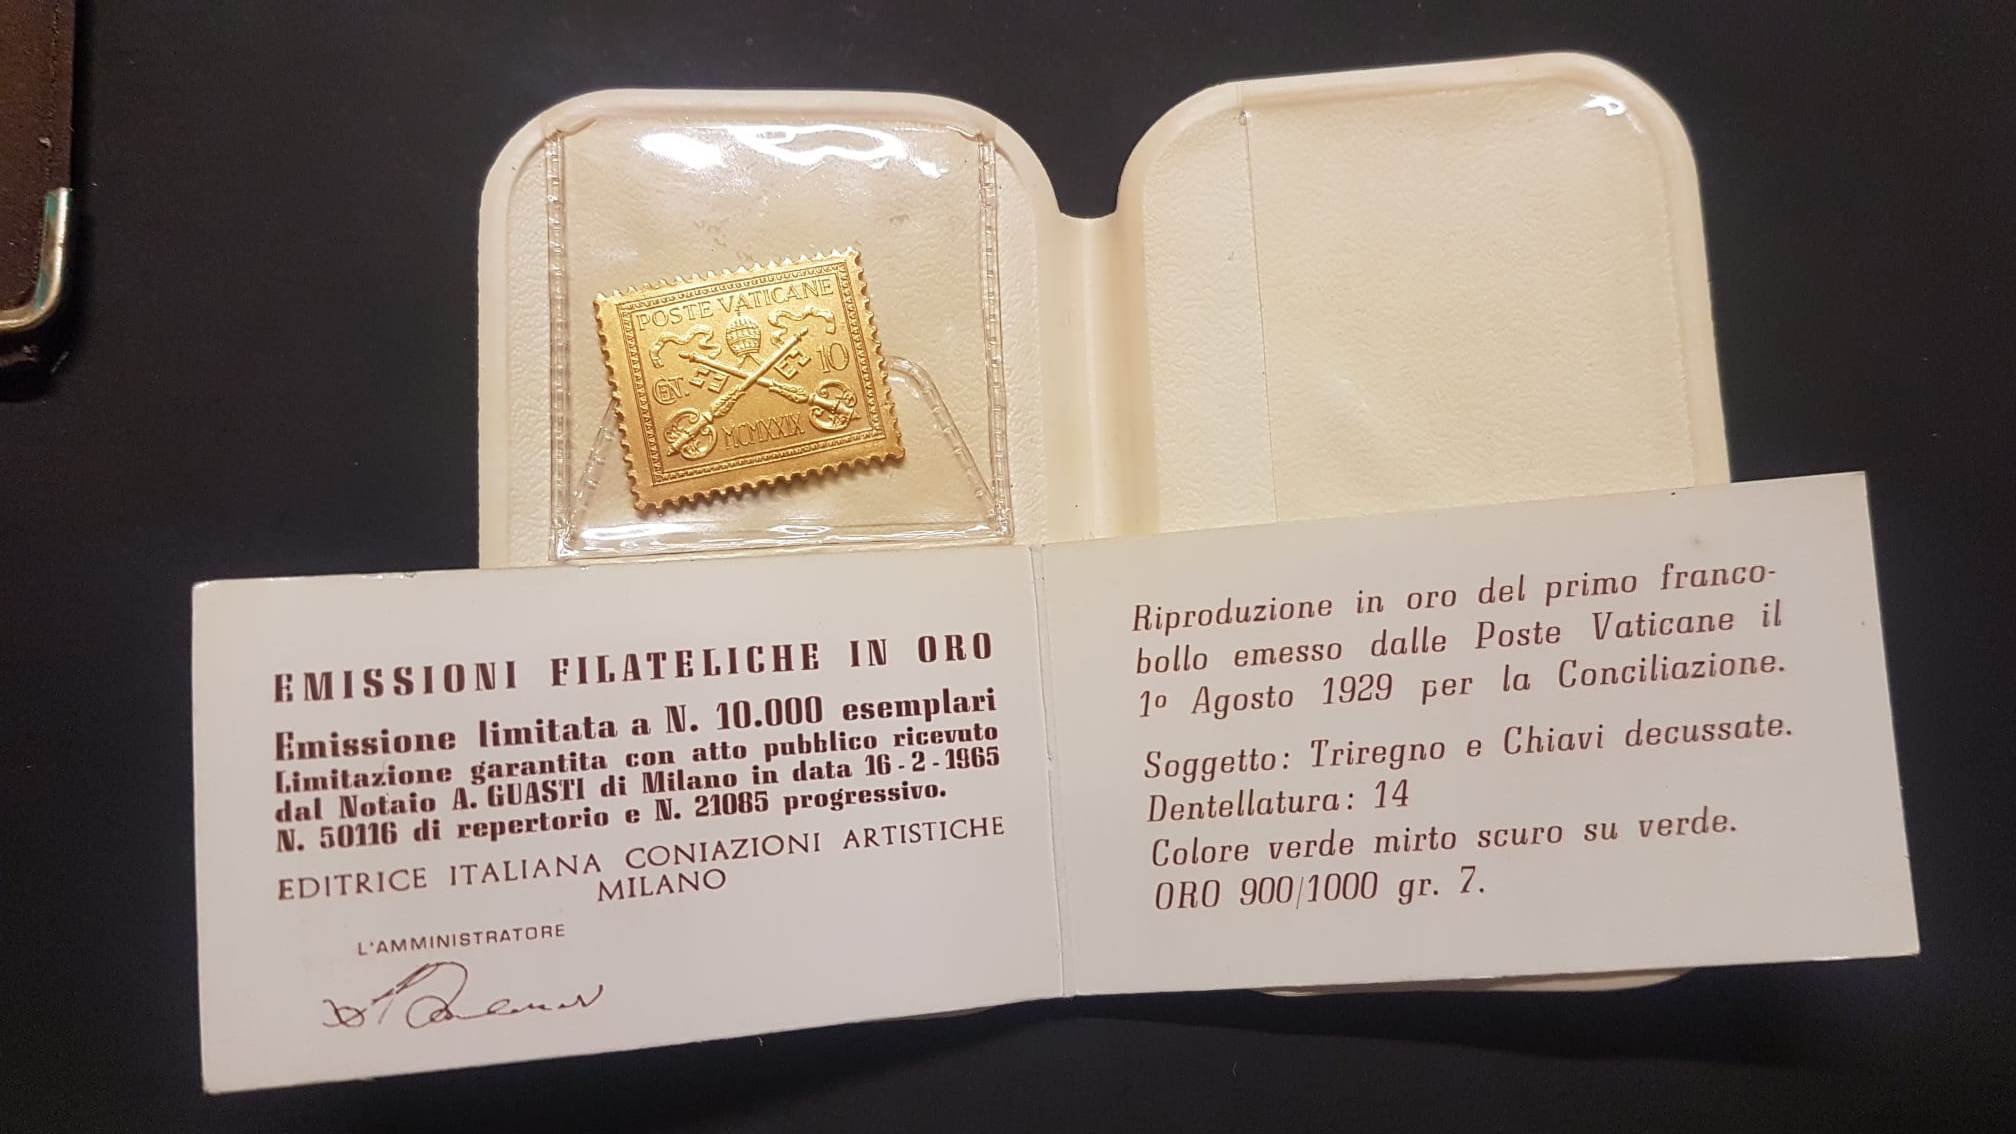 POSTE VATICANE
CENT. 10
MCMXXIX
EMISSIONI FILATELICHE IN ORO
Emissione limitata a N. 10.000 esemplari
Limitazione garantita con atto pubblico ricevuto
dal Notaio A. GUASTI di Milano in data 16-2-1965
N. 50116 di repertorio e N. 21085 progressivo.
EDITRICE ITALIANA CONIAZIONI ARTISTICHE
MILANO
L'AMMINISTRATORE
Riproduzione in oro del primo franco-
bollo emesso dalle Poste Vaticane il
1º Agosto 1929 per la Conciliazione.
Soggetto: Triregno e Chiavi decussate.
Dentellatura: 14
Colore verde mirto scuro su verde.
ORO 900/1000 gr. 7.